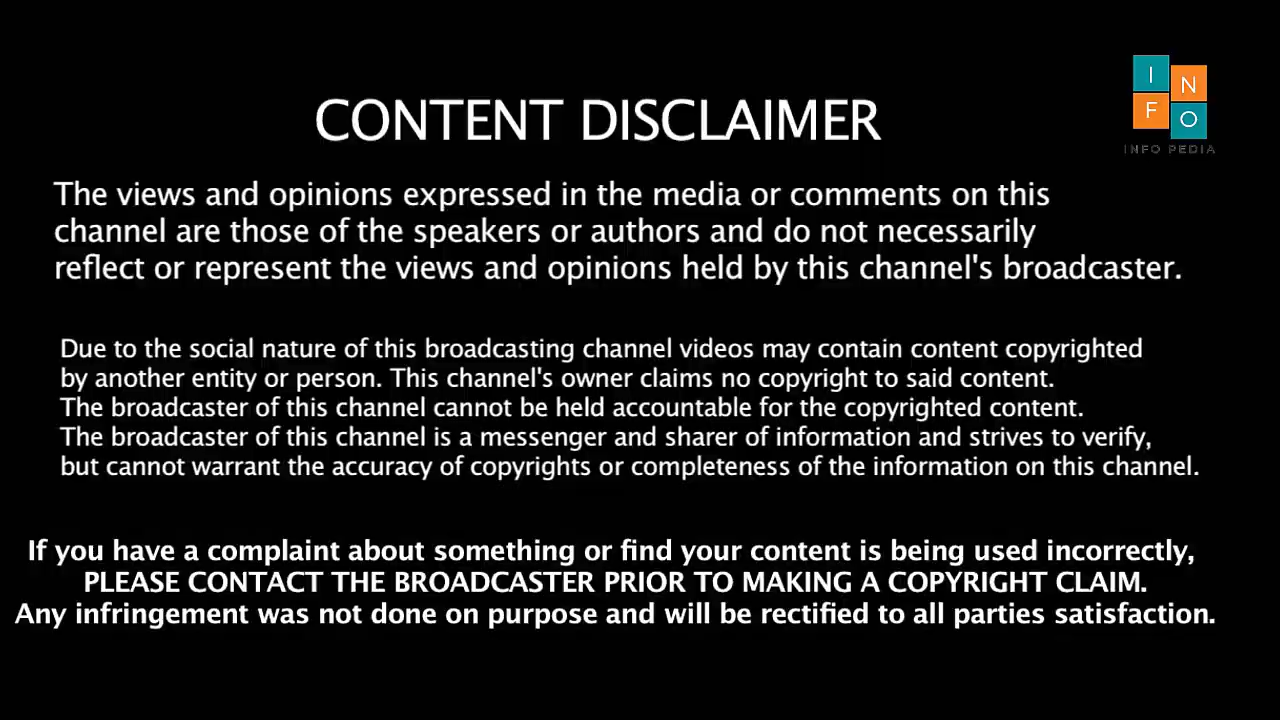 CONTENT DISCLAIMER
I N
F O
INFO PEDIA
The views and opinions expressed in the media or comments on this
channel are those of the speakers or authors and do not necessarily
reflect or represent the views and opinions held by this channel's broadcaster.
Due to the social nature of this broadcasting channel videos may contain content copyrighted
by another entity or person. This channel's owner claims no copyright to said content.
The broadcaster of this channel cannot be held accountable for the copyrighted content.
The broadcaster of this channel is a messenger and sharer of information and strives to verify,
but cannot warrant the accuracy of copyrights or completeness of the information on this channel.
If you have a complaint about something or find your content is being used incorrectly,
PLEASE CONTACT THE BROADCASTER PRIOR TO MAKING A COPYRIGHT CLAIM.
Any infringement was not done on purpose and will be rectified to all parties satisfaction.